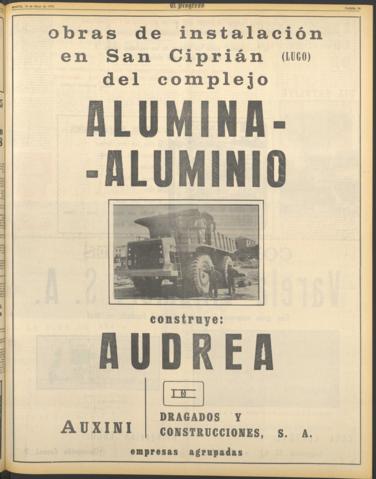 El progreso
obras de instalación
en San Ciprián (LUGO)
del complejo
ALUMINA-
-ALUMINIO
construye:
AUDREA
AUXINI
DRAGADOS Y
CONSTRUCCIONES, S. A.
empresas agrupadas